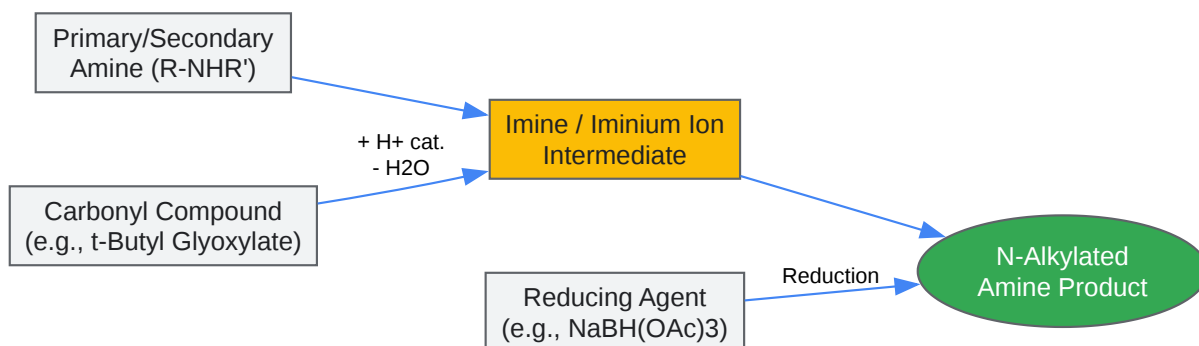 Primary/Secondary
Amine (R-NHR')
+ H+ cat.
- H2O
Imine / Iminium Ion
Intermediate
Carbonyl Compound
(e.g., t-Butyl Glyoxylate)
Reduction
Reducing Agent
(e.g., NaBH(OAc)3)
N-Alkylated
Amine Product